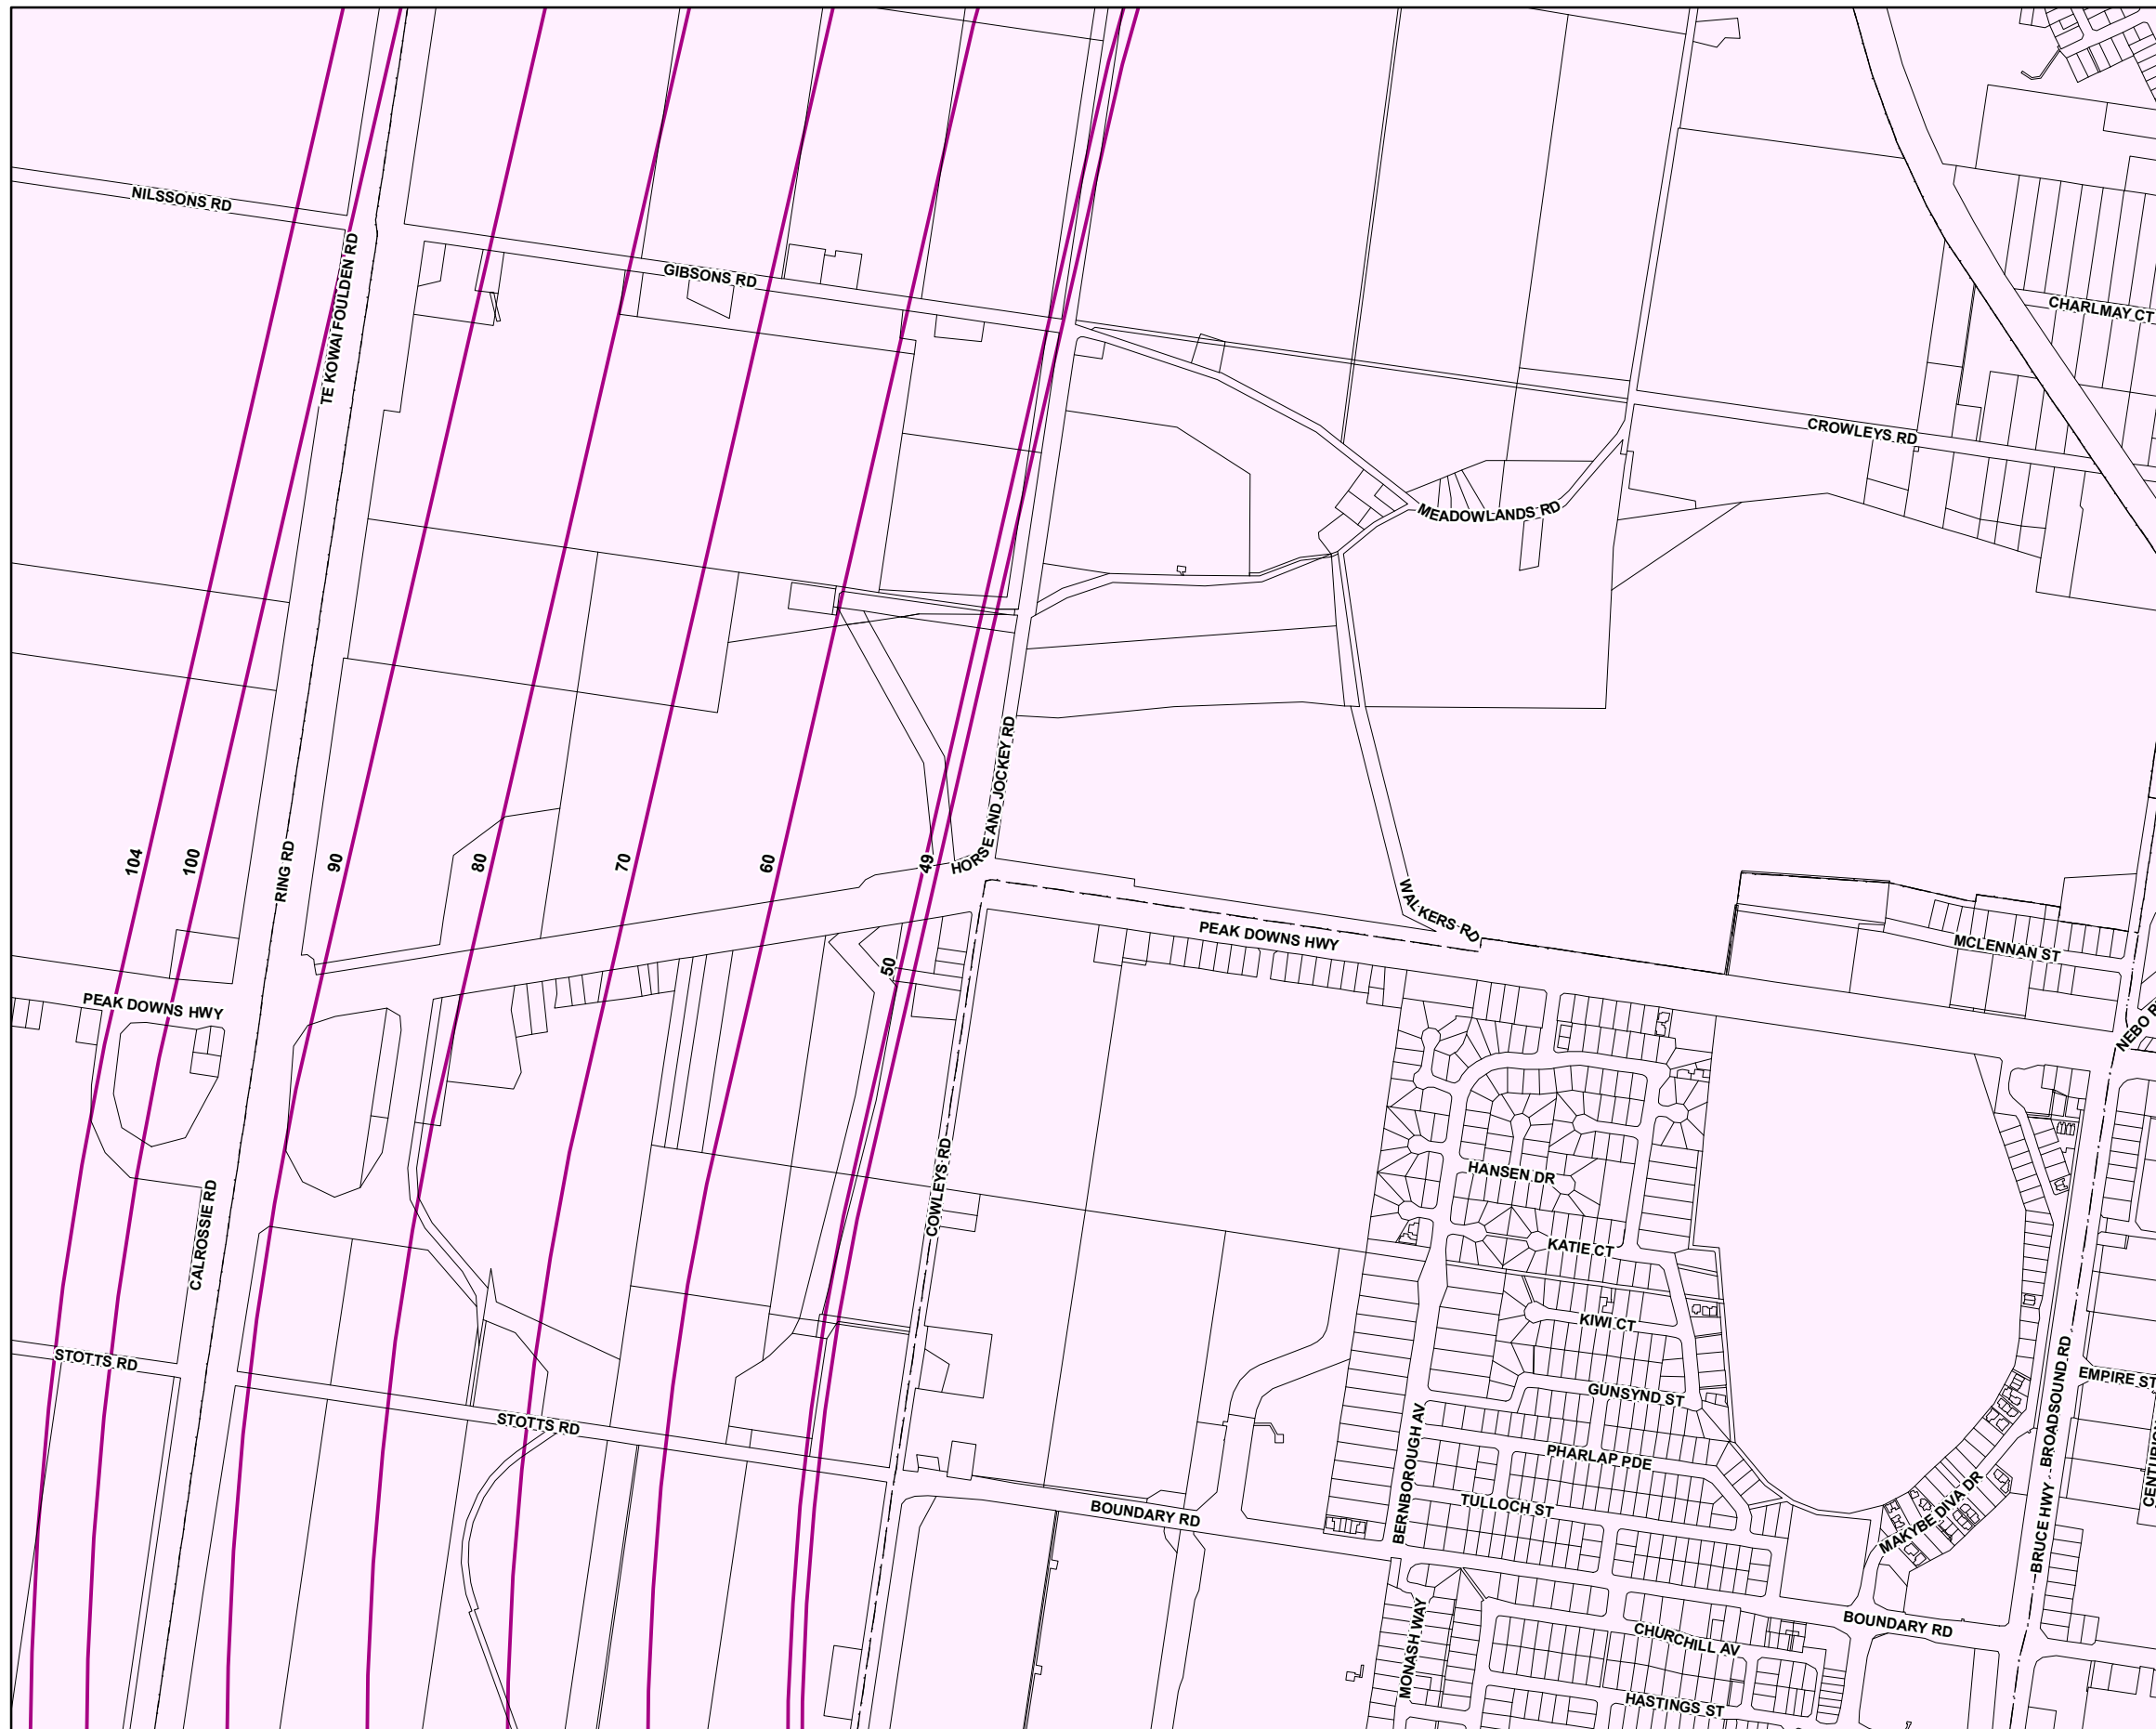 NILSSONS RD
TE KOWAI FOULDEN RD
GIBSONS RD
CHARLMAY CT
CROWLEYS RD
MEADOWLANDS RD
HORSE AND JOCKEY RD
104
100
90
80
70
60
49
RING RD
WALKERS RD
PEAK DOWNS HWY
MCLENNAN ST
50
PEAK DOWNS HWY
NEBO
COWLEYS RD
HANSEN DR
CALROSSIE RD
KATIE CT
KIWI CT
STOTTS RD
EMPIRE ST
GUNSYND ST
STOTTS RD
BERNBOROUGH AV
PHARLAP PDE
BRUCE HWY - BROADSOUND RD
TULLOCH ST
BOUNDARY RD
MAKYBE DIVA DR
MONASH WAY
CHURCHILL AV
BOUNDARY RD
HASTINGS ST